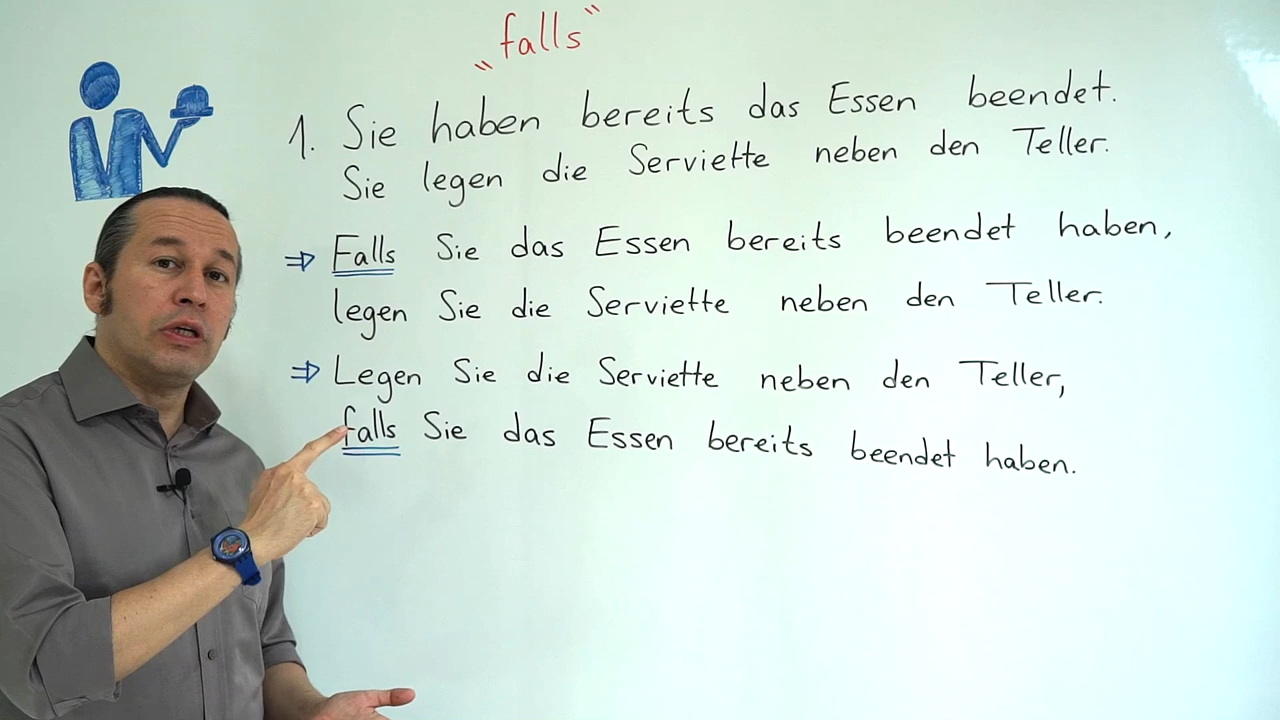 „falls“
1. Sie haben bereits das Essen beendet.
Sie legen die Serviette neben den Teller.
⇒ Falls Sie das Essen bereits beendet haben,
legen Sie die Serviette neben den Teller.
⇒ Legen Sie die Serviette neben den Teller,
falls Sie das Essen bereits beendet haben.